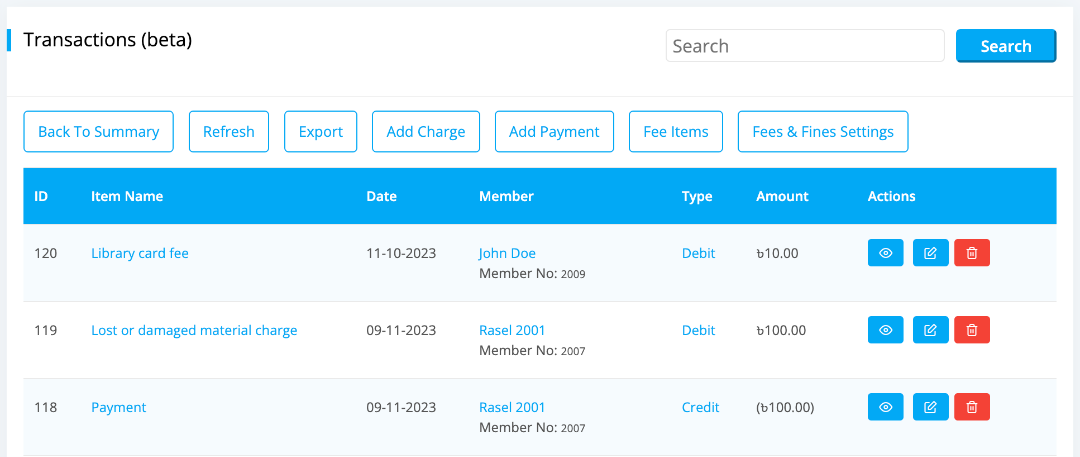 Transactions (beta)
Search
Search
Back To Summary
Refresh
Export
Add Charge
Add Payment
Fee Items
Fees & Fines Settings
ID Item Name Date Member Type Amount Actions
120 Library card fee 11-10-2023 John Doe Debit ৳10.00
Member No: 2009
119 Lost or damaged material charge 09-11-2023 Rasel 2001 Debit ৳100.00
Member No: 2007
118 Payment 09-11-2023 Rasel 2001 Credit (৳100.00)
Member No: 2007